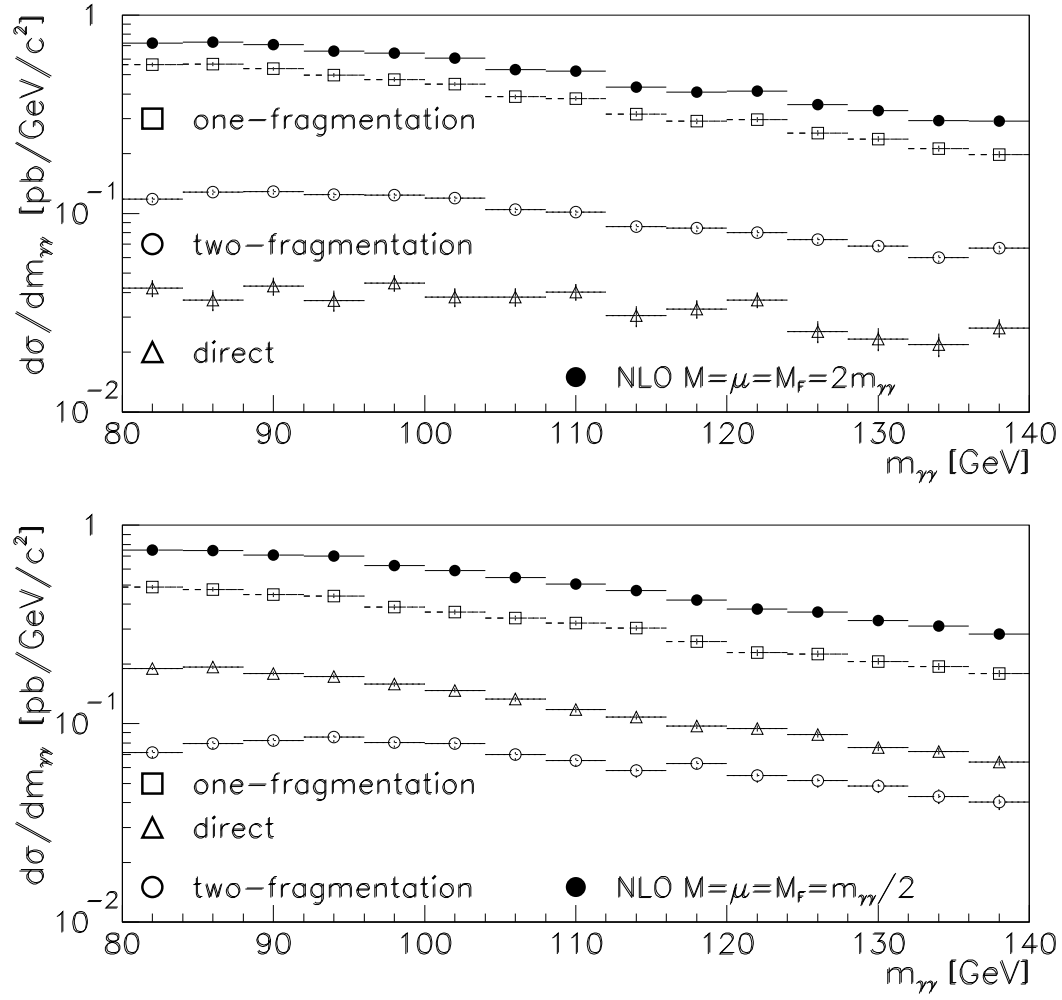 dσ/dm_γγ [pb/GeV/c²]
1
□ one-fragmentation
10⁻¹
○ two-fragmentation
△ direct
● NLO M=μ=M_F=2m_γγ
10⁻²
80 90 100 110 120 130 140
m_γγ [GeV]
dσ/dm_γγ [pb/GeV/c²]
1
10⁻¹
□ one-fragmentation
△ direct
○ two-fragmentation ● NLO M=μ=M_F=m_γγ/2
10⁻²
80 90 100 110 120 130 140
m_γγ [GeV]